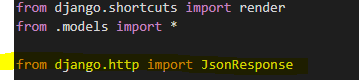 from django.shortcuts import render
from .models import *
from django.http import JsonResponse